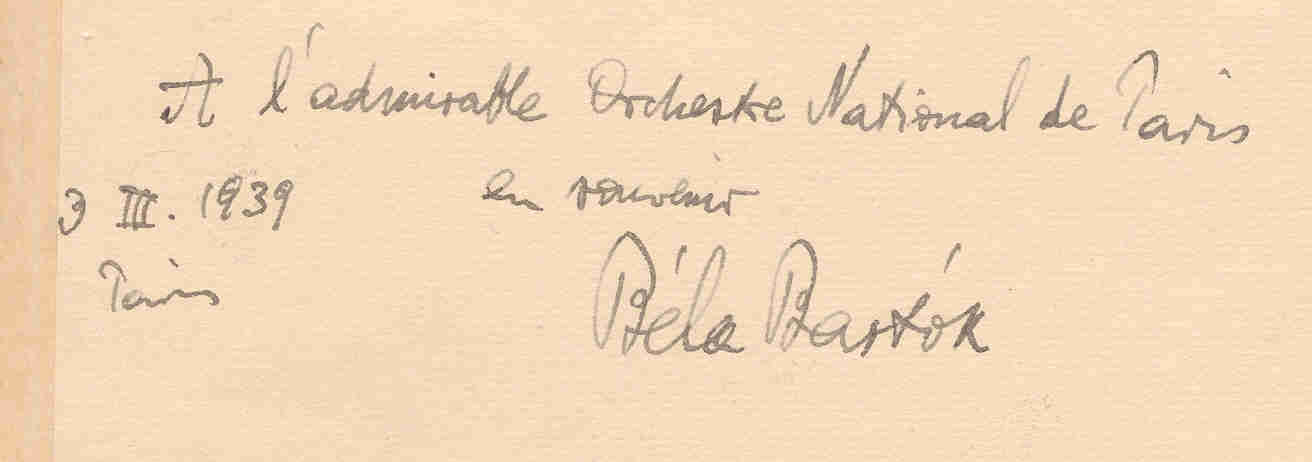 A l'admirable Orchestre National de Paris
3 III. 1939 en souvenir
Paris
Béla Bartók